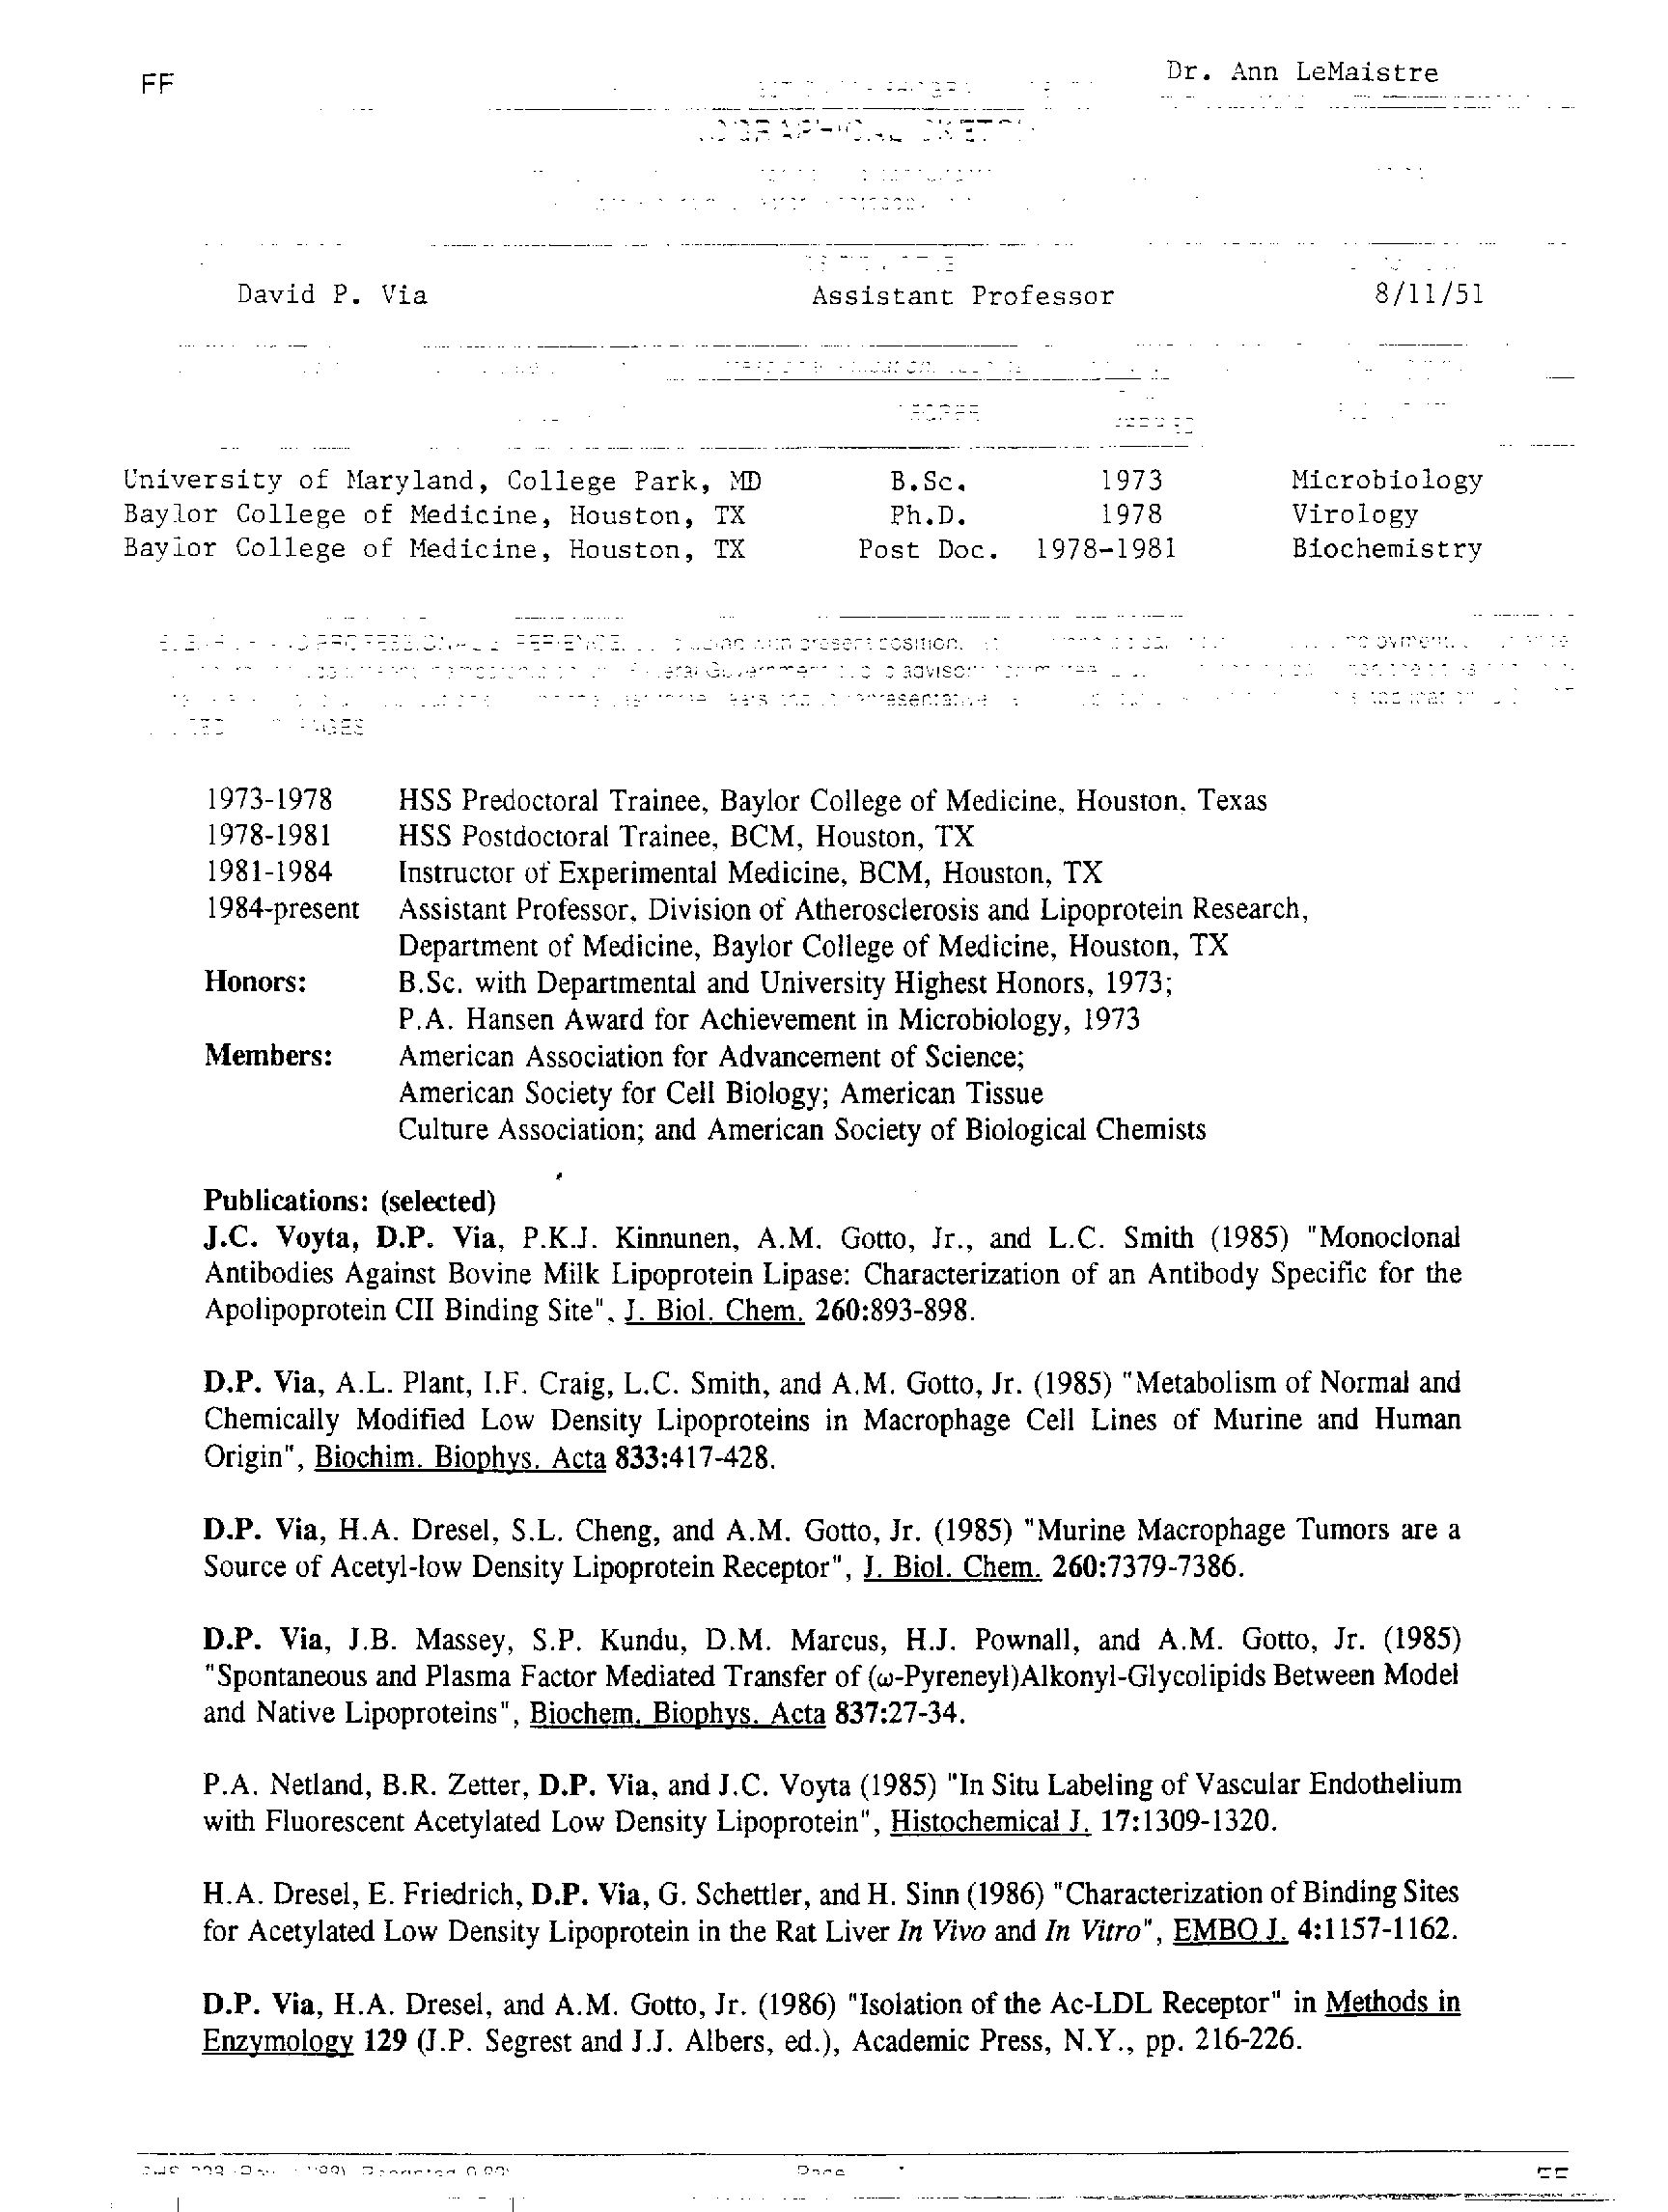 FF
Dr. Ann LeMaistre
David P. Via Assistant Professor 8/11/51
University of Maryland, College Park, MD B.Sc. 1973 Microbiology
Baylor College of Medicine, Houston, TX Ph.D. 1978 Virology
Baylor College of Medicine, Houston, TX Post Doc. 1978-1981 Biochemistry
present position.
1973-1978 HSS Predoctoral Trainee, Baylor College of Medicine, Houston, Texas
1978-1981 HSS Postdoctoral Trainee, BCM, Houston, TX
1981-1984 Instructor of Experimental Medicine, BCM, Houston, TX
1984-present Assistant Professor, Division of Atherosclerosis and Lipoprotein Research,
Department of Medicine, Baylor College of Medicine, Houston, TX
Honors: B.Sc. with Departmental and University Highest Honors, 1973;
P.A. Hansen Award for Achievement in Microbiology, 1973
Members: American Association for Advancement of Science;
American Society for Cell Biology; American Tissue
Culture Association; and American Society of Biological Chemists
Publications: (selected)
J.C. Voyta, D.P. Via, P.K.J. Kinnunen, A.M. Gotto, Jr., and L.C. Smith (1985) "Monoclonal
Antibodies Against Bovine Milk Lipoprotein Lipase: Characterization of an Antibody Specific for the
Apolipoprotein CII Binding Site", J. Biol. Chem. 260:893-898.
D.P. Via, A.L. Plant, I.F. Craig, L.C. Smith, and A.M. Gotto, Jr. (1985) "Metabolism of Normal and
Chemically Modified Low Density Lipoproteins in Macrophage Cell Lines of Murine and Human
Origin", Biochim. Biophys. Acta 833:417-428.
D.P. Via, H.A. Dresel, S.L. Cheng, and A.M. Gotto, Jr. (1985) "Murine Macrophage Tumors are a
Source of Acetyl-low Density Lipoprotein Receptor", J. Biol. Chem. 260:7379-7386.
D.P. Via, J.B. Massey, S.P. Kundu, D.M. Marcus, H.J. Pownall, and A.M. Gotto, Jr. (1985)
"Spontaneous and Plasma Factor Mediated Transfer of (ω-Pyreneyl)Alkonyl-Glycolipids Between Model
and Native Lipoproteins", Biochem. Biophys. Acta 837:27-34.
P.A. Netland, B.R. Zetter, D.P. Via, and J.C. Voyta (1985) "In Situ Labeling of Vascular Endothelium
with Fluorescent Acetylated Low Density Lipoprotein", Histochemical J. 17:1309-1320.
H.A. Dresel, E. Friedrich, D.P. Via, G. Schettler, and H. Sinn (1986) "Characterization of Binding Sites
for Acetylated Low Density Lipoprotein in the Rat Liver In Vivo and In Vitro", EMBO J. 4:1157-1162.
D.P. Via, H.A. Dresel, and A.M. Gotto, Jr. (1986) "Isolation of the Ac-LDL Receptor" in Methods in
Enzymology 129 (J.P. Segrest and J.J. Albers, ed.), Academic Press, N.Y., pp. 216-226.